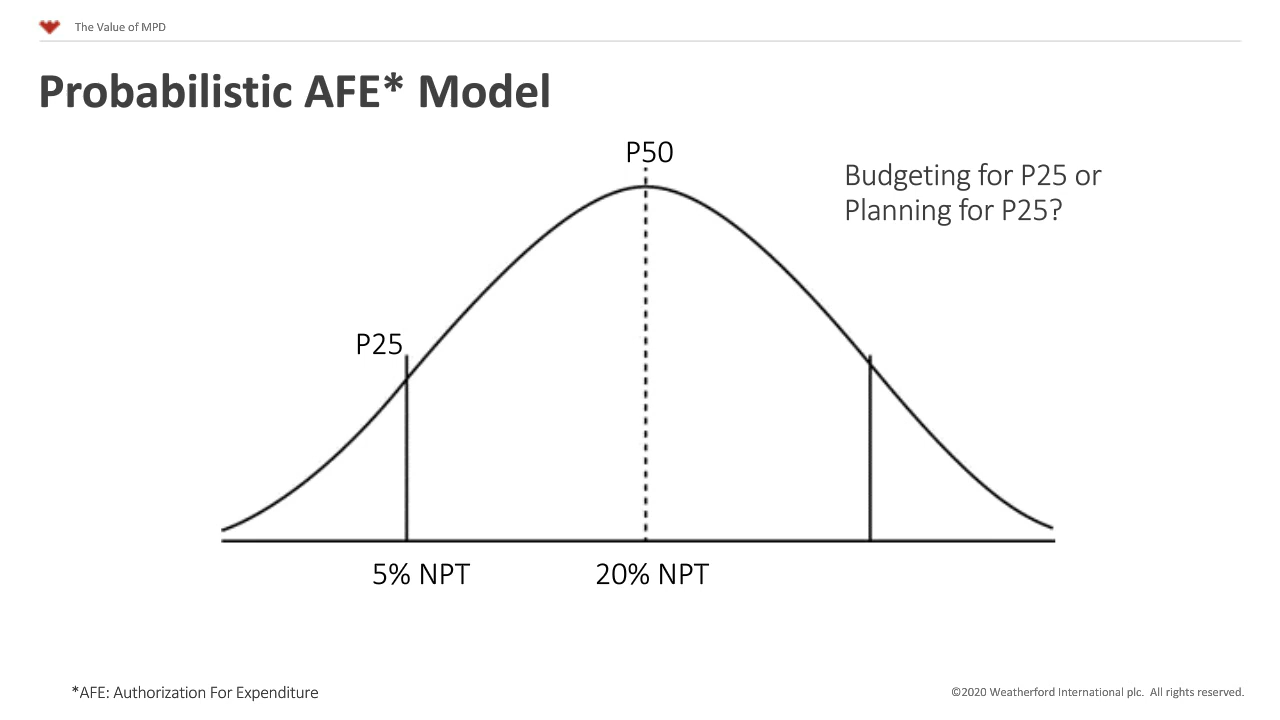 The Value of MPD
Probabilistic AFE* Model
P50
Budgeting for P25 or
Planning for P25?
P25
5% NPT
20% NPT
*AFE: Authorization For Expenditure
©2020 Weatherford International plc. All rights reserved.